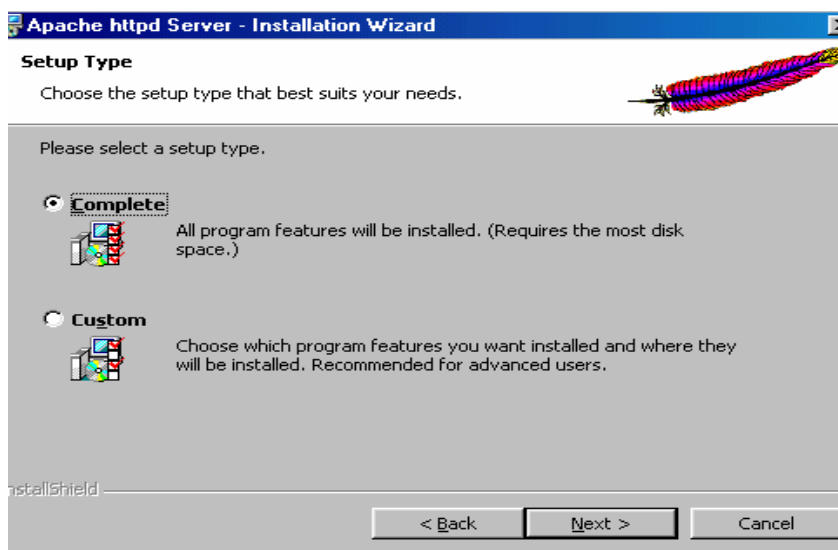 Apache httpd Server - Installation Wizard
Setup Type
Choose the setup type that best suits your needs.
Please select a setup type.
Complete
All program features will be installed. (Requires the most disk
space.)
Custom
Choose which program features you want installed and where they
will be installed. Recommended for advanced users.
nstallShield
< Back Next > Cancel